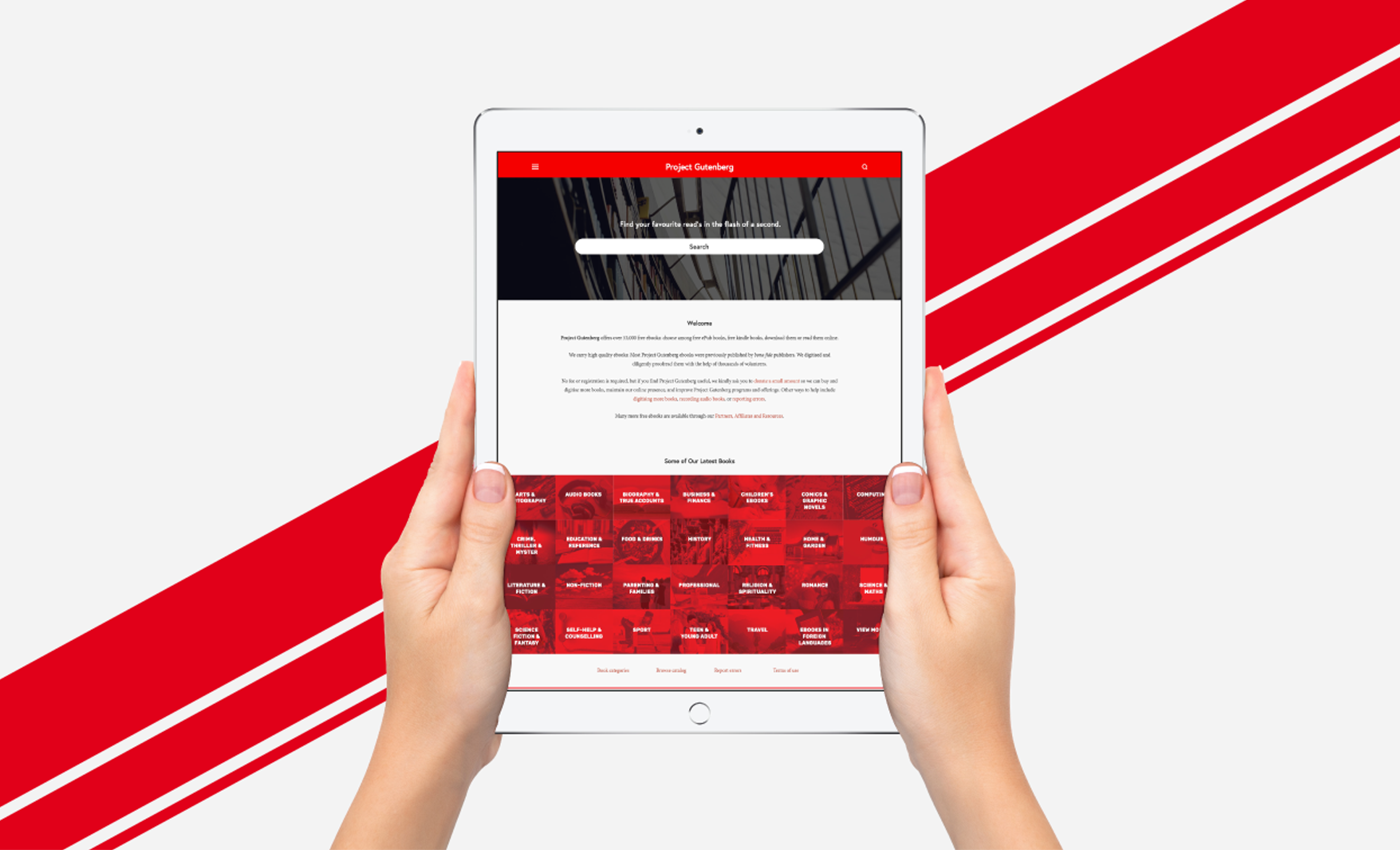 Project Gutenberg
Find your favourite read's in the flash of a second.
Search
Welcome
Project Gutenberg offers over 53,000 free ebooks: choose among free ePub books, free kindle books, download them or read them online.
We carry high quality ebooks: Most Project Gutenberg ebooks were previously published by bona fide publishers. We digitised and
diligently proofread them with the help of thousands of volunteers.
No fee or registration is required, but if you find Project Gutenberg useful, we kindly ask you to donate a small amount so we can buy and
digitise more books, maintain our online presence, and improve Project Gutenberg programs and offerings. Other ways to help include
digitizing more books, recording audio books, or reporting errors.
Many more free ebooks are available through our Partners, Affiliates and Resources.
Some of Our Latest Books
ARTS &
AUDIO BOOKS
BIOGRAPHY &
TRUE ACCOUNTS
BUSINESS &
FINANCE
CHILDREN'S
EBOOKS
COMICS &
GRAPHIC
NOVELS
COMPUTIN
CRIME,
THRILLER &
MYSTER
EDUCATION &
REFERENCE
FOOD & DRINKS
HISTORY
HEALTH &
FITNESS
HOME &
GARDEN
HUMOUR
LITERATURE &
FICTION
NON-FICTION
PARENTING &
FAMILIES
PROFESSIONAL
RELIGION &
SPIRITUALITY
ROMANCE
SCIENCE &
MATHS
SCIENCE
FICTION &
FANTASY
SELF-HELP &
COUNSELLING
SPORT
TEEN &
YOUNG ADULT
TRAVEL
EBOOKS IN
FOREIGN
LANGUAGES
VIEW MO
Book categories
Browse catalog
Report errors
Terms of use